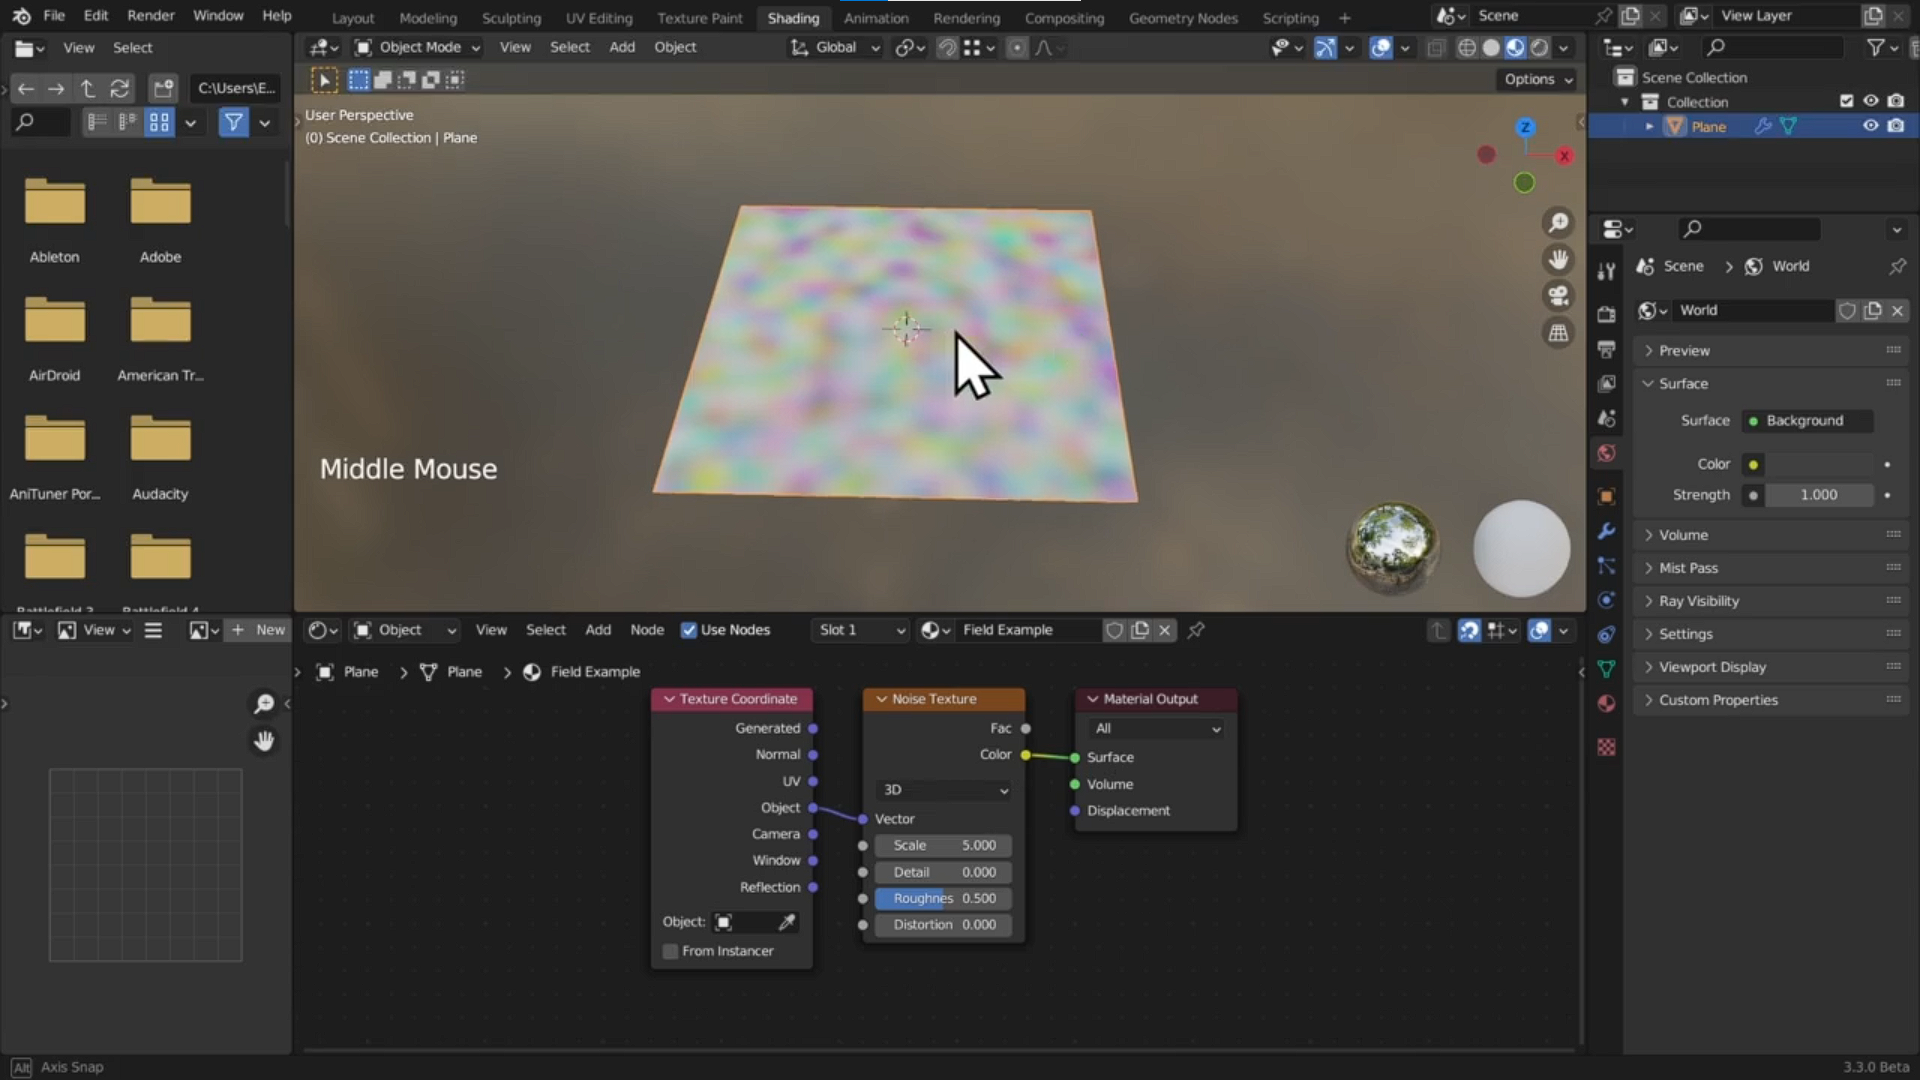 File Edit Render Window Help
Layout Modeling Sculpting UV Editing Texture Paint Shading Animation Rendering Compositing Geometry Nodes Scripting +
Scene
View Layer
View Select
Object Mode View Select Add Object
Global
C:\Users\E...
Options
User Perspective
(0) Scene Collection | Plane
Z
X
Scene Collection
Collection
Plane
Ableton Adobe
AirDroid American Tr...
AniTuner Por... Audacity
Battlefield 3 Battlefield 4
Middle Mouse
Scene > World
World
Preview
Surface
Surface Background
Color
Strength 1.000
Volume
Mist Pass
Ray Visibility
Settings
Viewport Display
Custom Properties
View + New
Object View Select Add Node Use Nodes Slot 1 Field Example
Plane > Plane > Field Example
Texture Coordinate
Generated
Normal
UV
Object
Camera
Window
Reflection
Object:
From Instancer
Noise Texture
Fac
Color
3D
Vector
Scale 5.000
Detail 0.000
Roughnes 0.500
Distortion 0.000
Material Output
All
Surface
Volume
Displacement
Alt Axis Snap
3.3.0 Beta